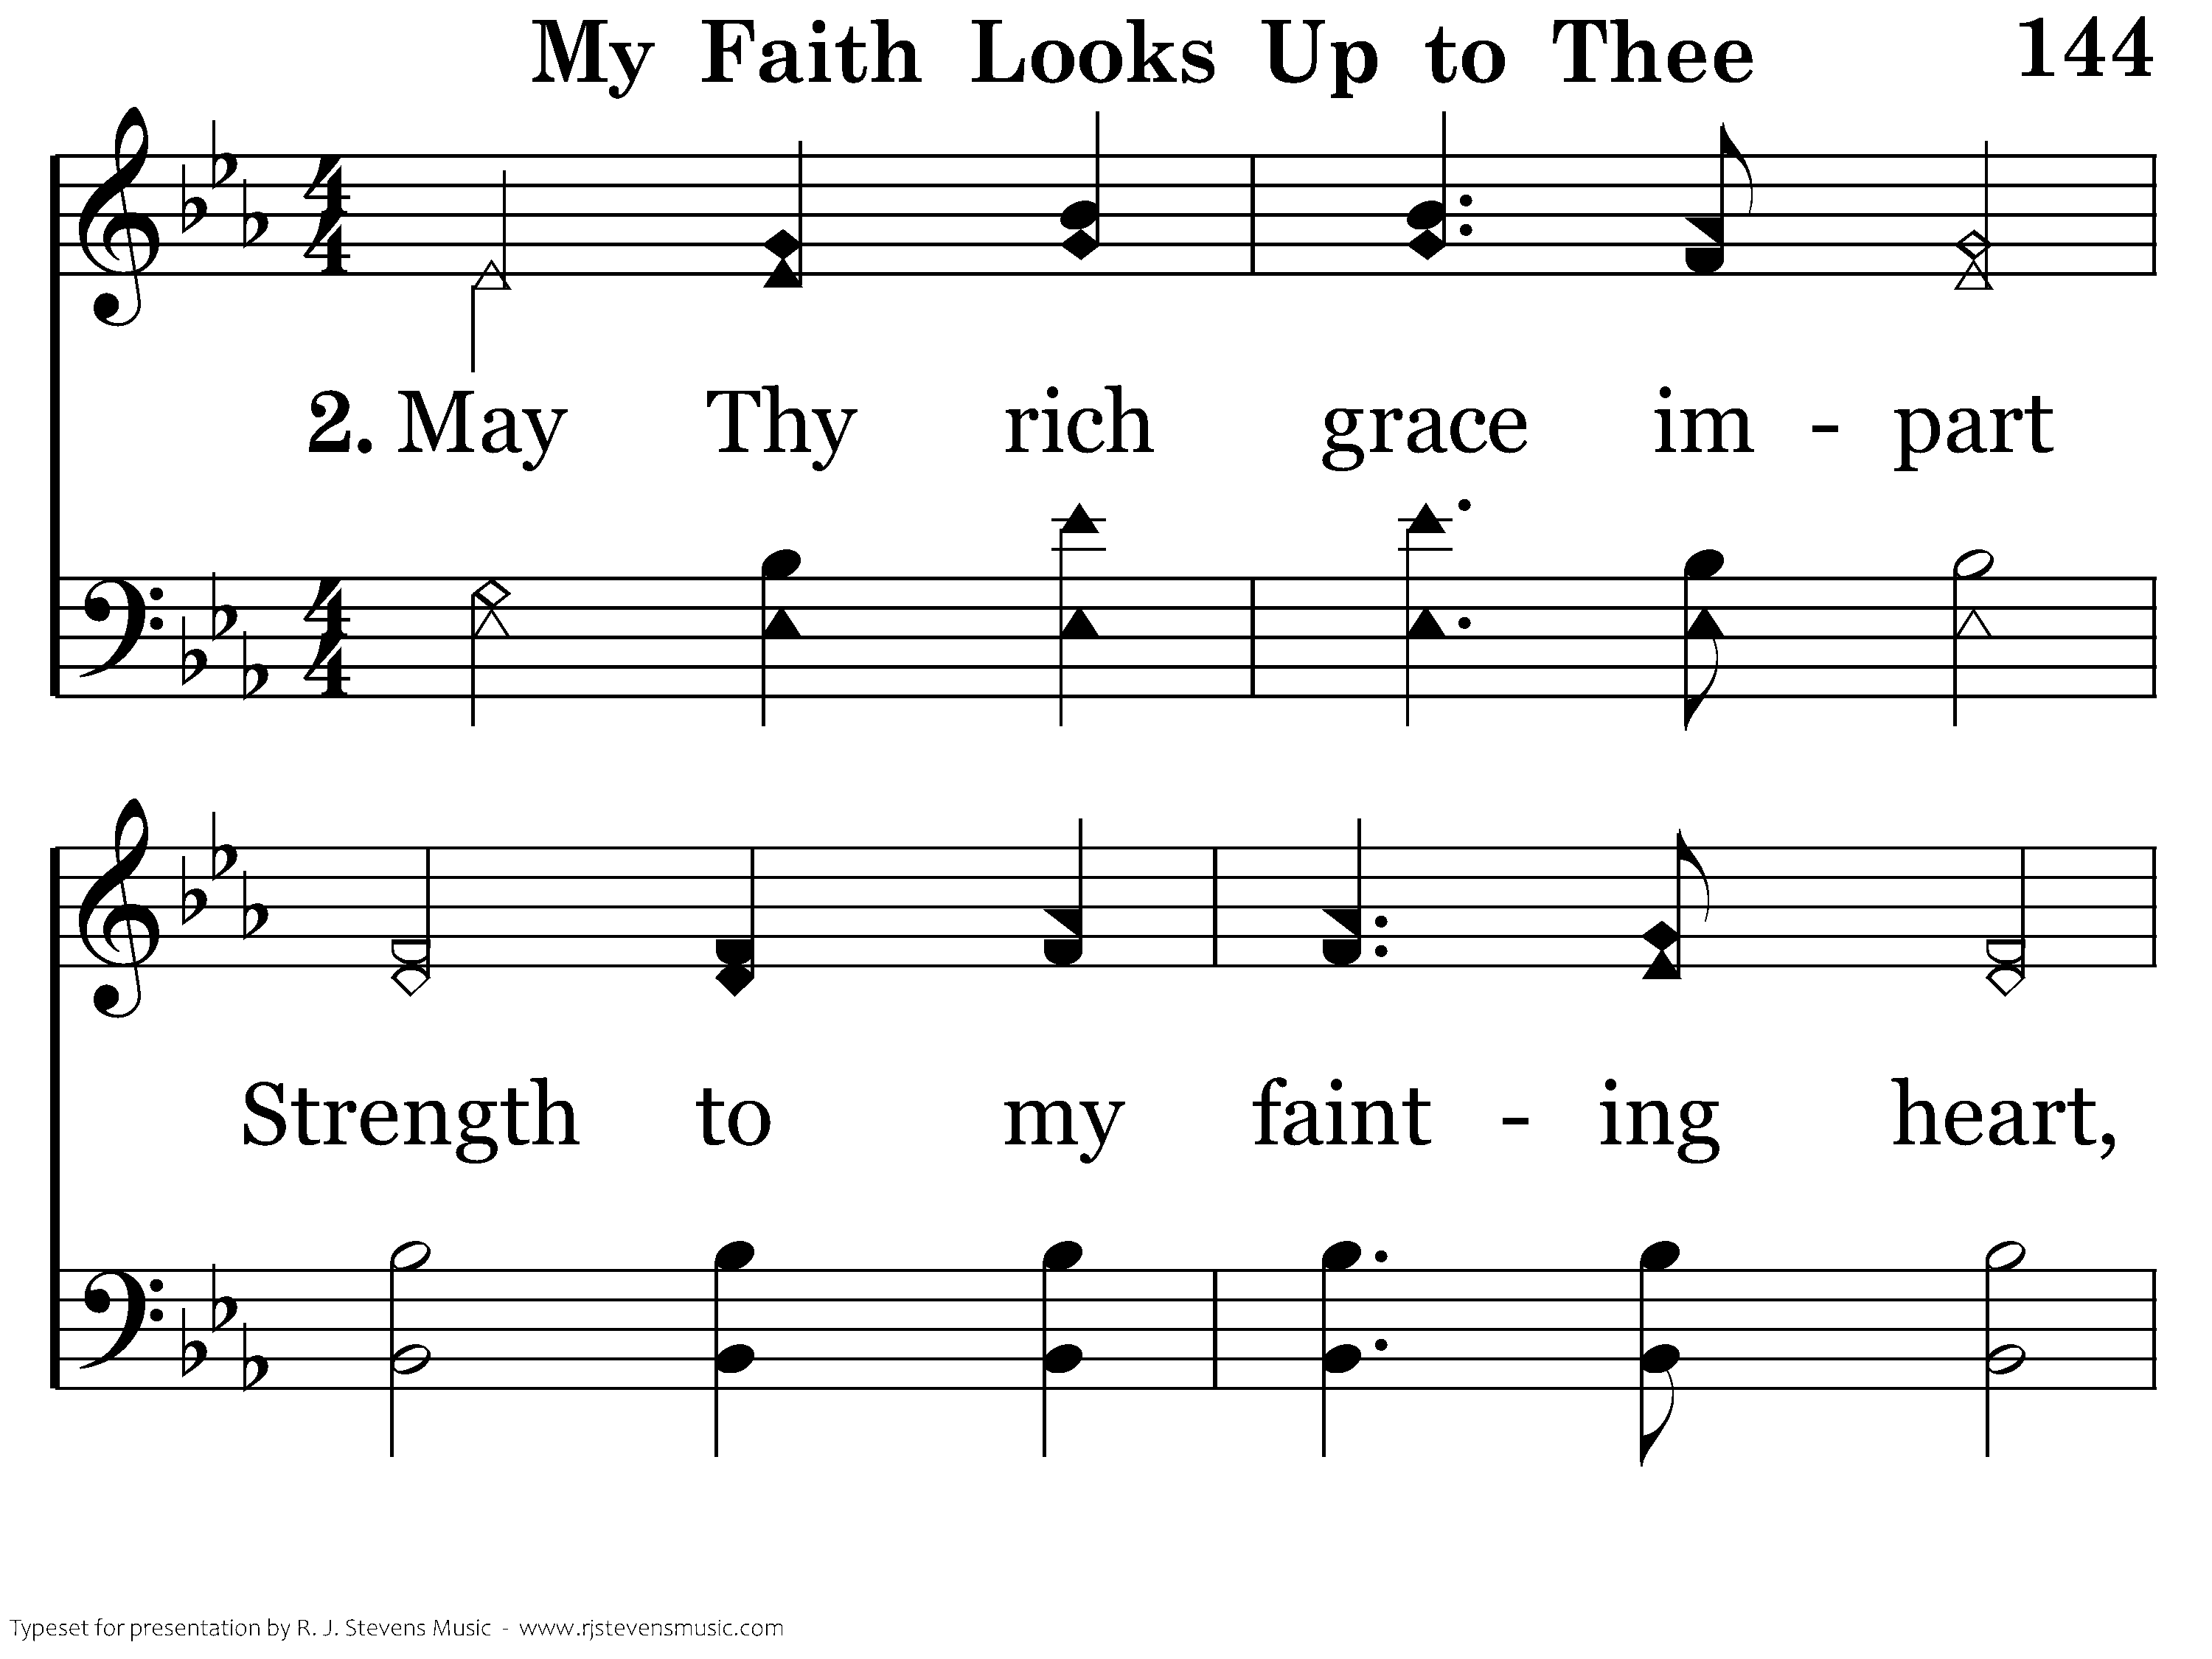 My Faith Looks Up to Thee 144
2. May Thy rich grace im - part
Strength to my faint - ing heart,
Typeset for presentation by R. J. Stevens Music - www.rjstevensmusic.com